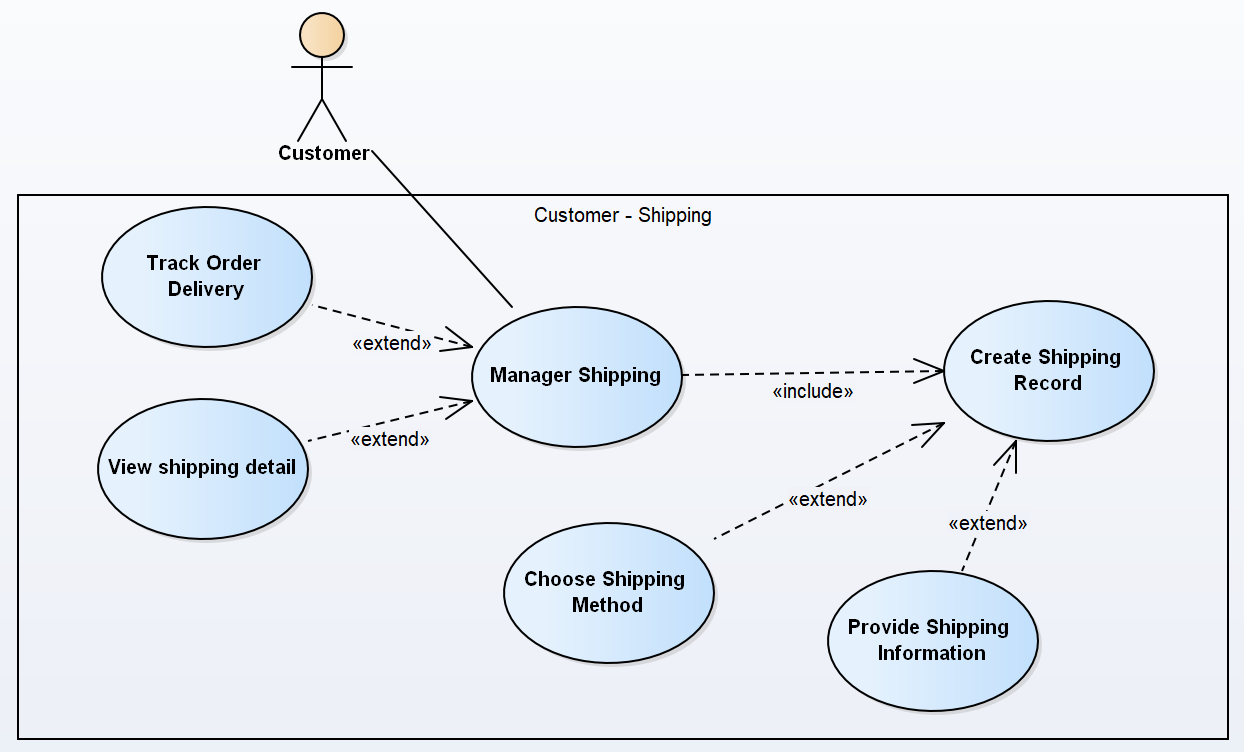 Customer
Customer - Shipping
Track Order
Delivery
«extend»
Manager Shipping
Create Shipping
Record
«include»
«extend»
View shipping detail
«extend»
«extend»
Choose Shipping
Method
Provide Shipping
Information